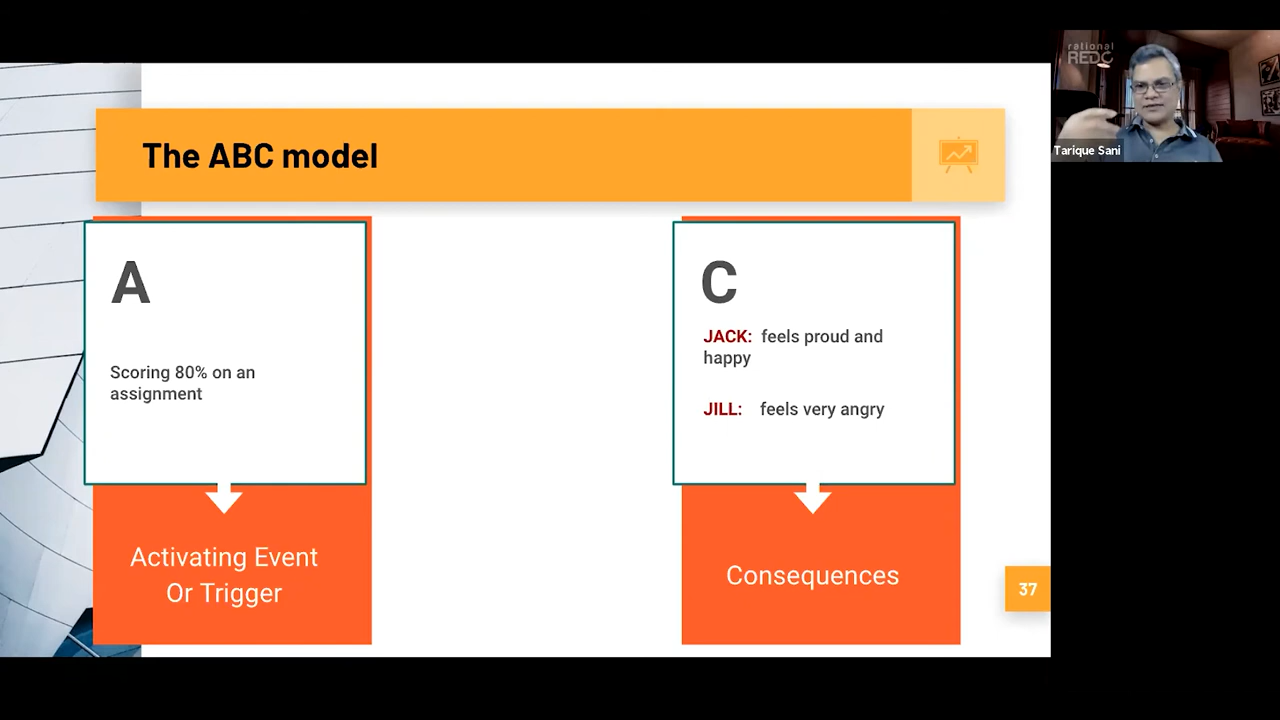 The ABC model
A
Scoring 80% on an
assignment
Activating Event
Or Trigger
C
JACK: feels proud and
happy
JILL: feels very angry
Consequences
37
rational
REDC
Tarique Sani